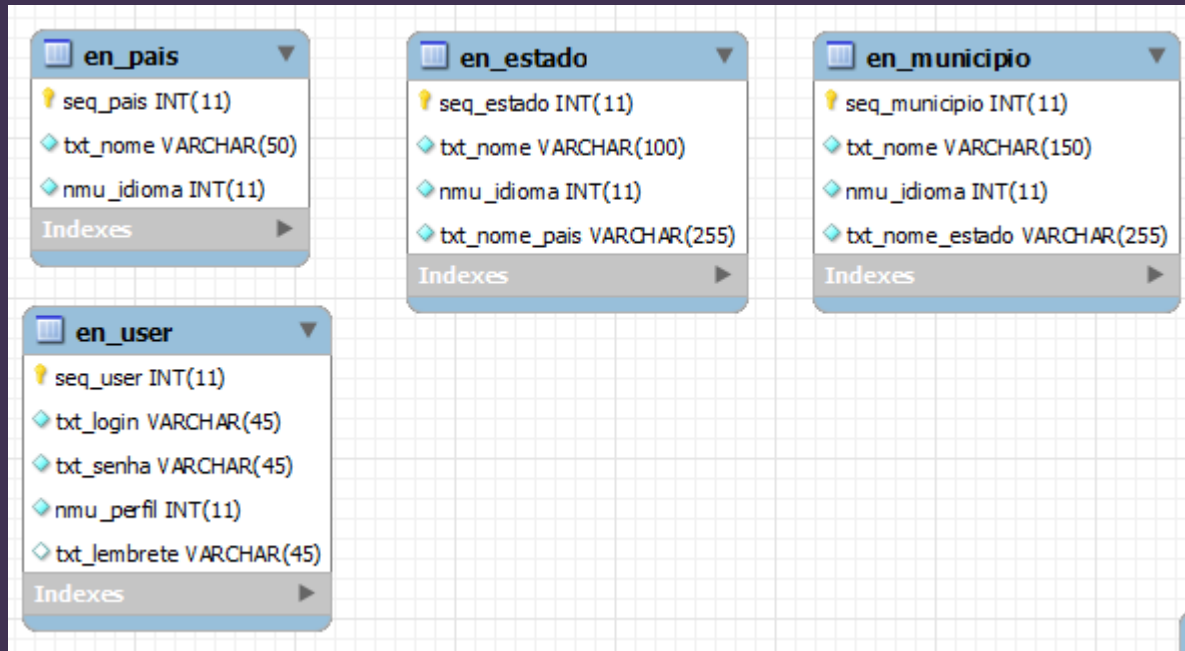 en_pais
seq_pais INT(11)
txt_nome VARCHAR(50)
nmu_idioma INT(11)
Indexes
en_estado
seq_estado INT(11)
txt_nome VARCHAR(100)
nmu_idioma INT(11)
txt_nome_pais VARCHAR(255)
Indexes
en_municipio
seq_municipio INT(11)
txt_nome VARCHAR(150)
nmu_idioma INT(11)
txt_nome_estado VARCHAR(255)
Indexes
en_user
seq_user INT(11)
txt_login VARCHAR(45)
txt_senha VARCHAR(45)
nmu_perfil INT(11)
txt_lembrete VARCHAR(45)
Indexes